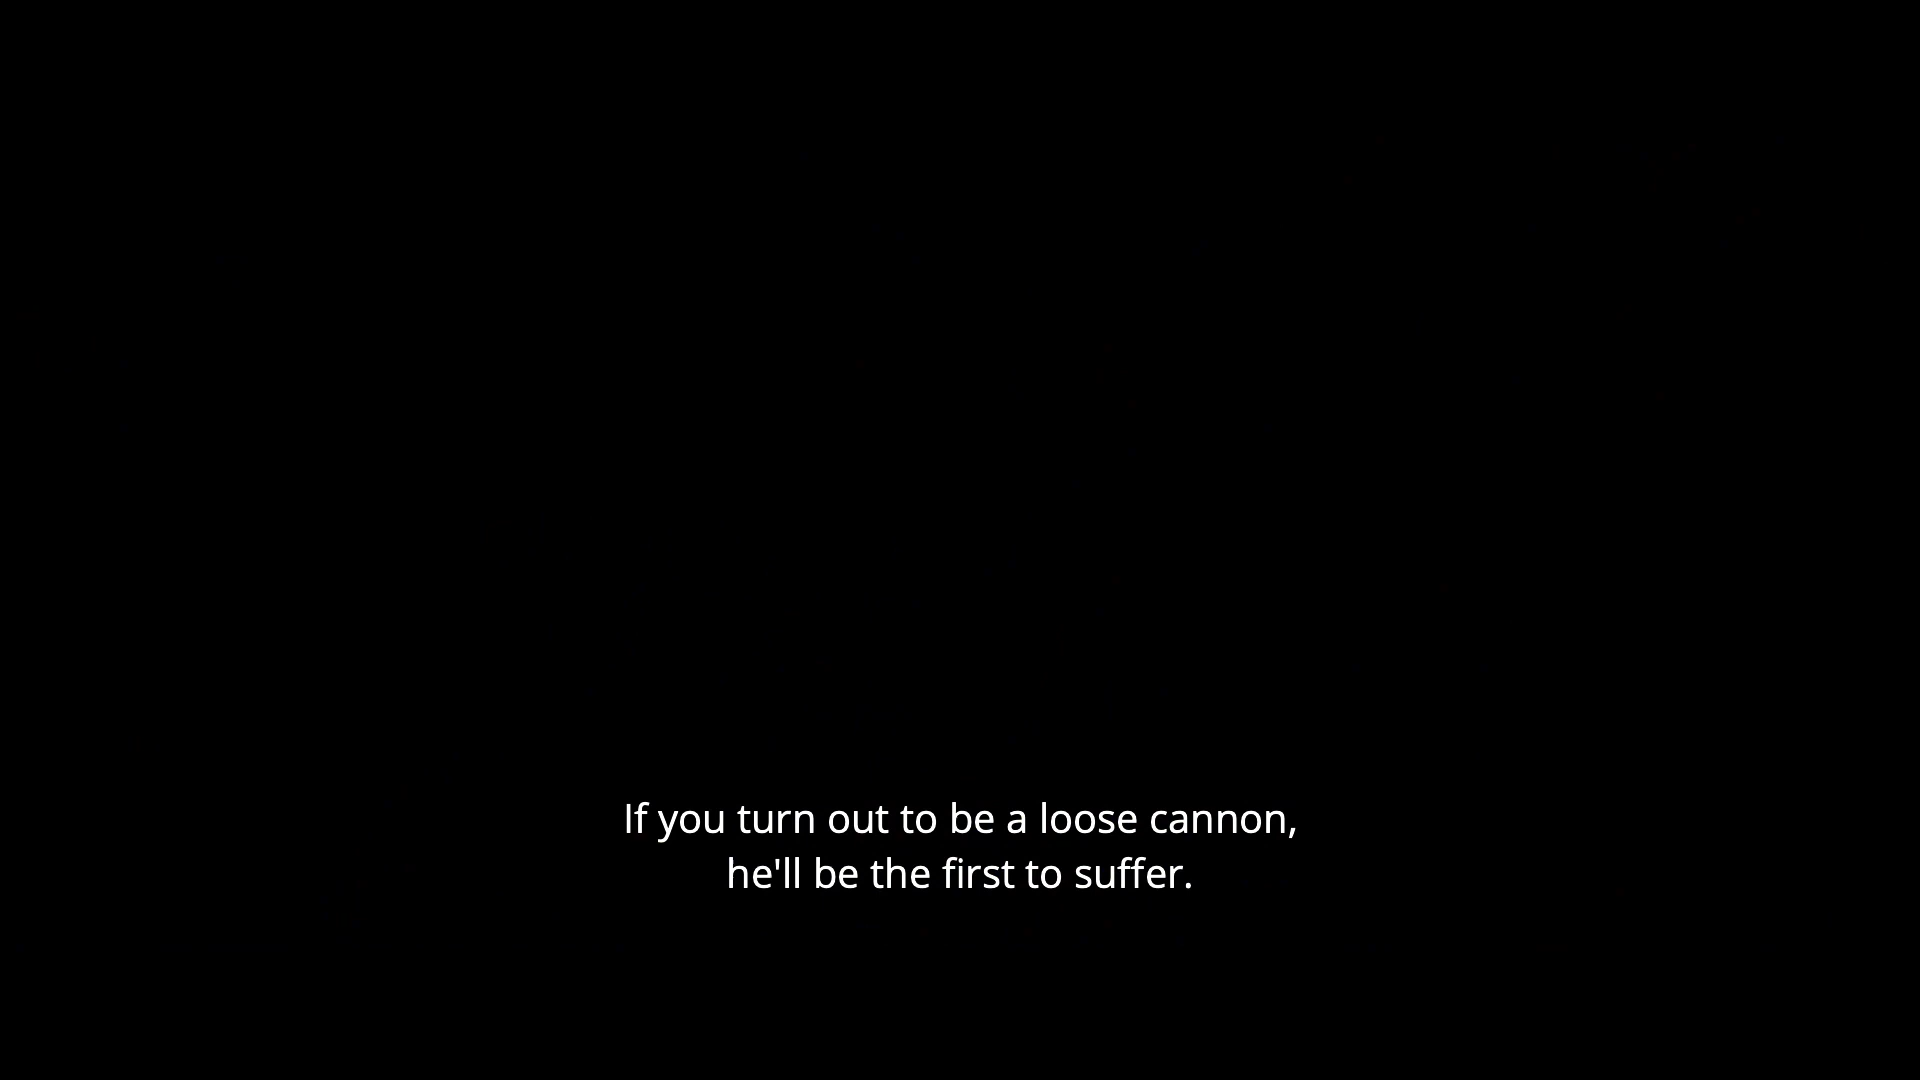 If you turn out to be a loose cannon,
he'll be the first to suffer.